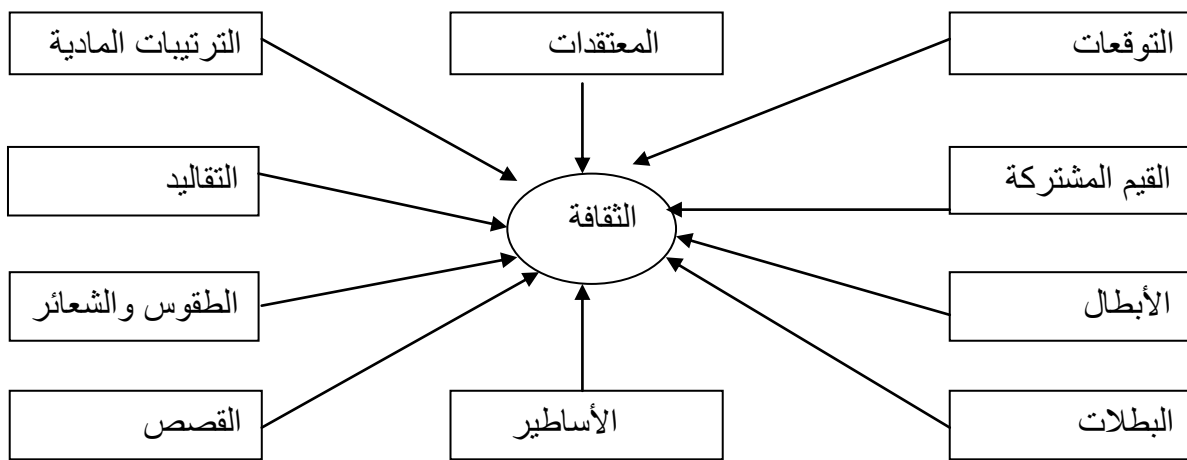 التوقعات
المعتقدات
الترتيبات المادية
القيم المشتركة
التقاليد
الثقافة
الأبطال
الطقوس والشعائر
البطلات
الأساطير
القصص